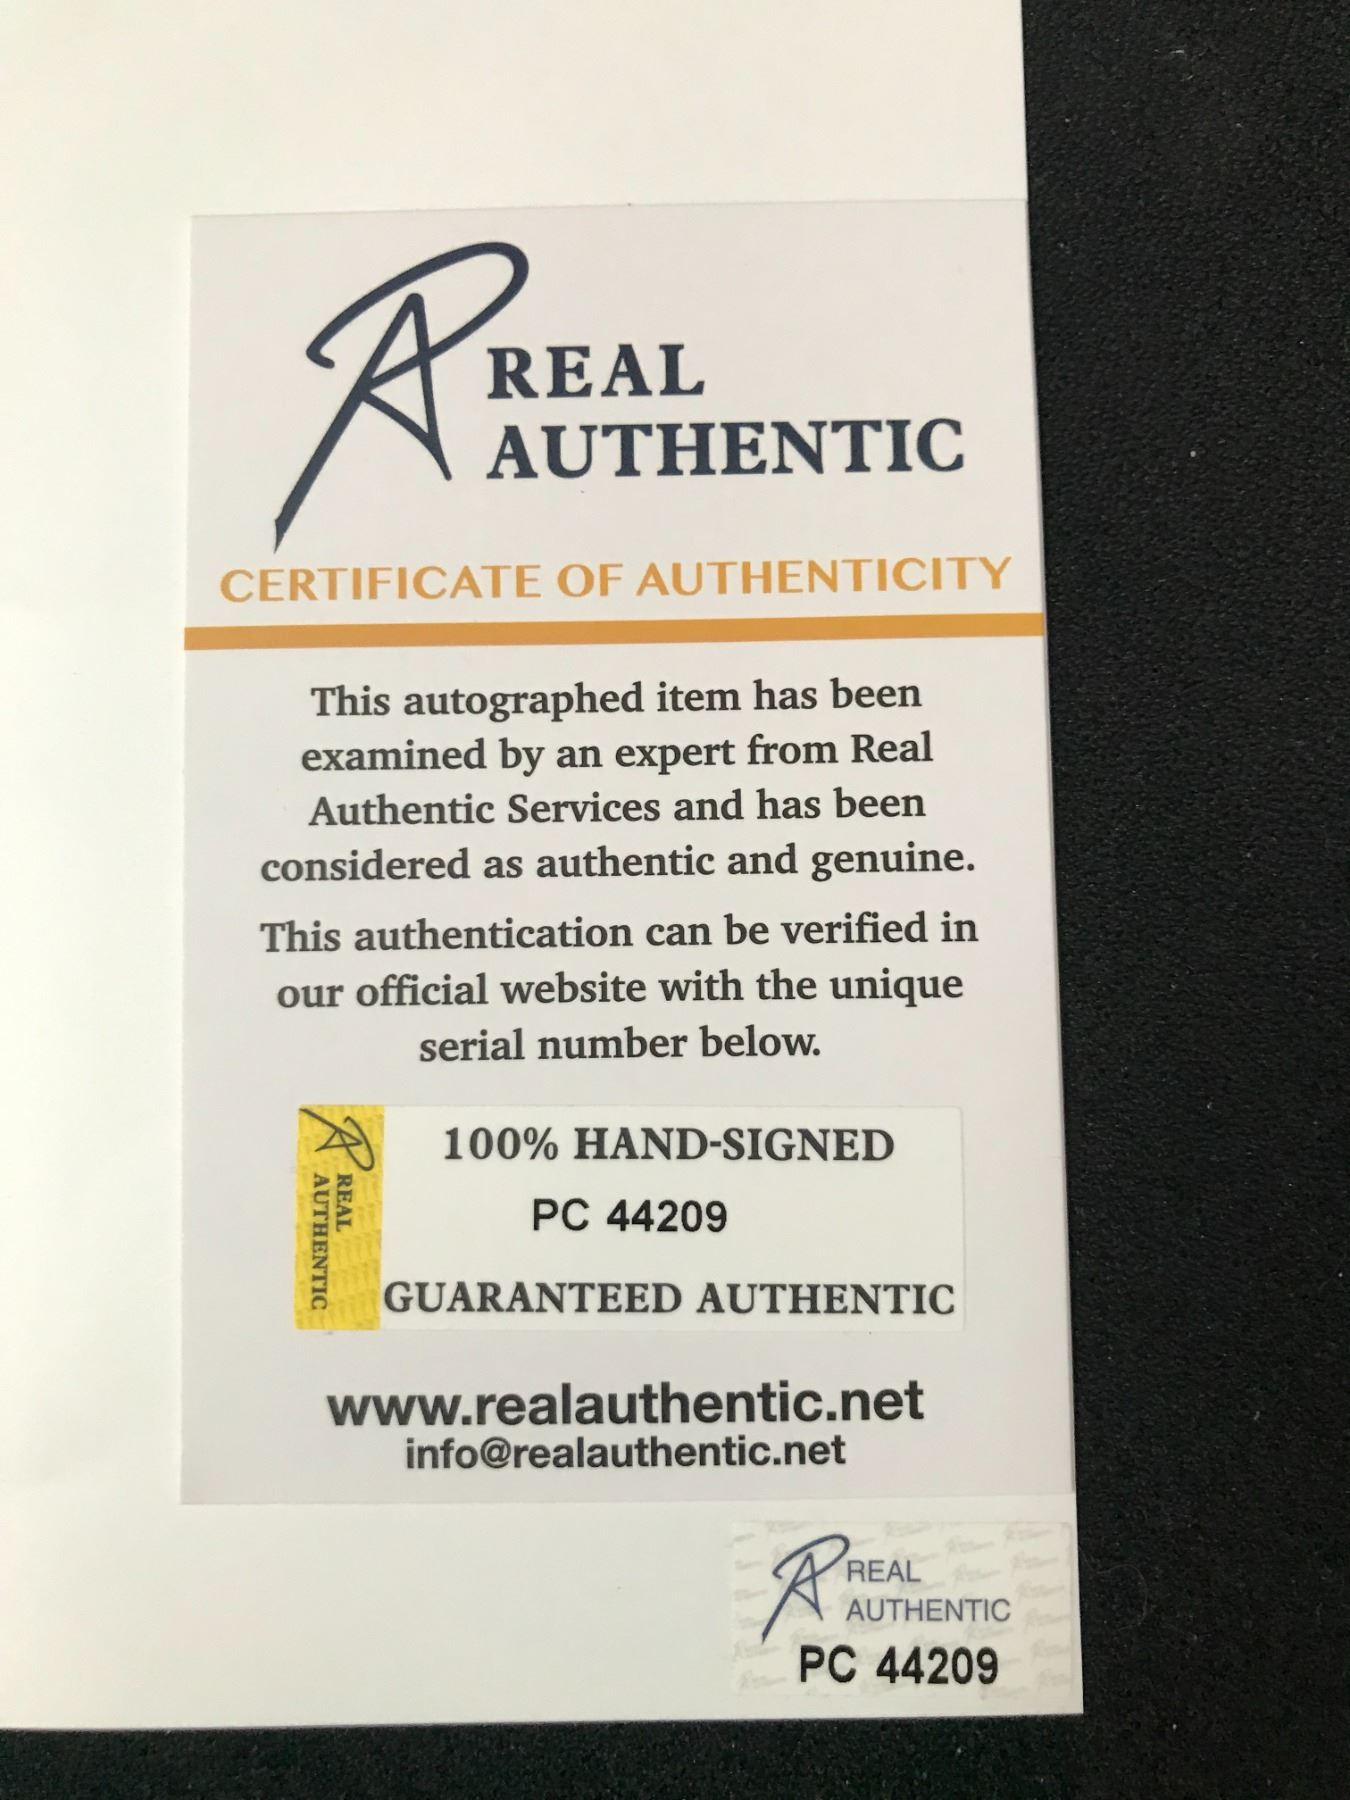 REAL
AUTHENTIC
CERTIFICATE OF AUTHENTICITY
This autographed item has been
examined by an expert from Real
Authentic Services and has been
considered as authentic and genuine.
This authentication can be verified in
our official website with the unique
serial number below.
REAL
AUTHENTIC
100% HAND-SIGNED
PC 44209
GUARANTEED AUTHENTIC
www.realauthentic.net
info@realauthentic.net
REAL
AUTHENTIC
PC 44209